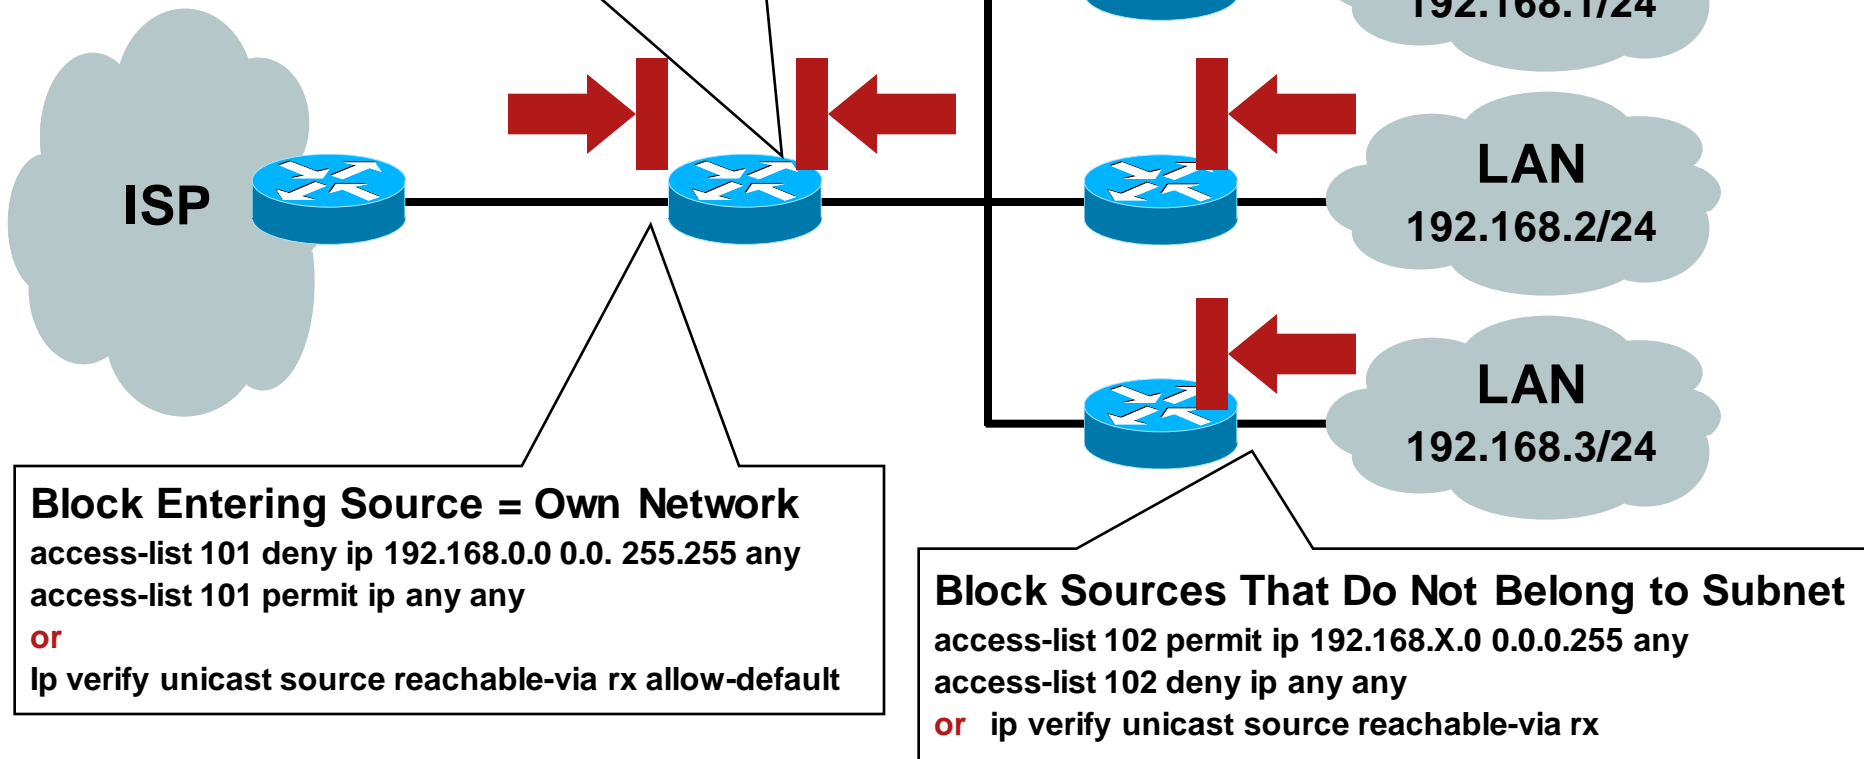 192.168.1/24
ISP
LAN
192.168.2/24
LAN
192.168.3/24
Block Entering Source = Own Network
access-list 101 deny ip 192.168.0.0 0.0. 255.255 any
access-list 101 permit ip any any
or
Ip verify unicast source reachable-via rx allow-default
Block Sources That Do Not Belong to Subnet
access-list 102 permit ip 192.168.X.0 0.0.0.255 any
access-list 102 deny ip any any
or ip verify unicast source reachable-via rx